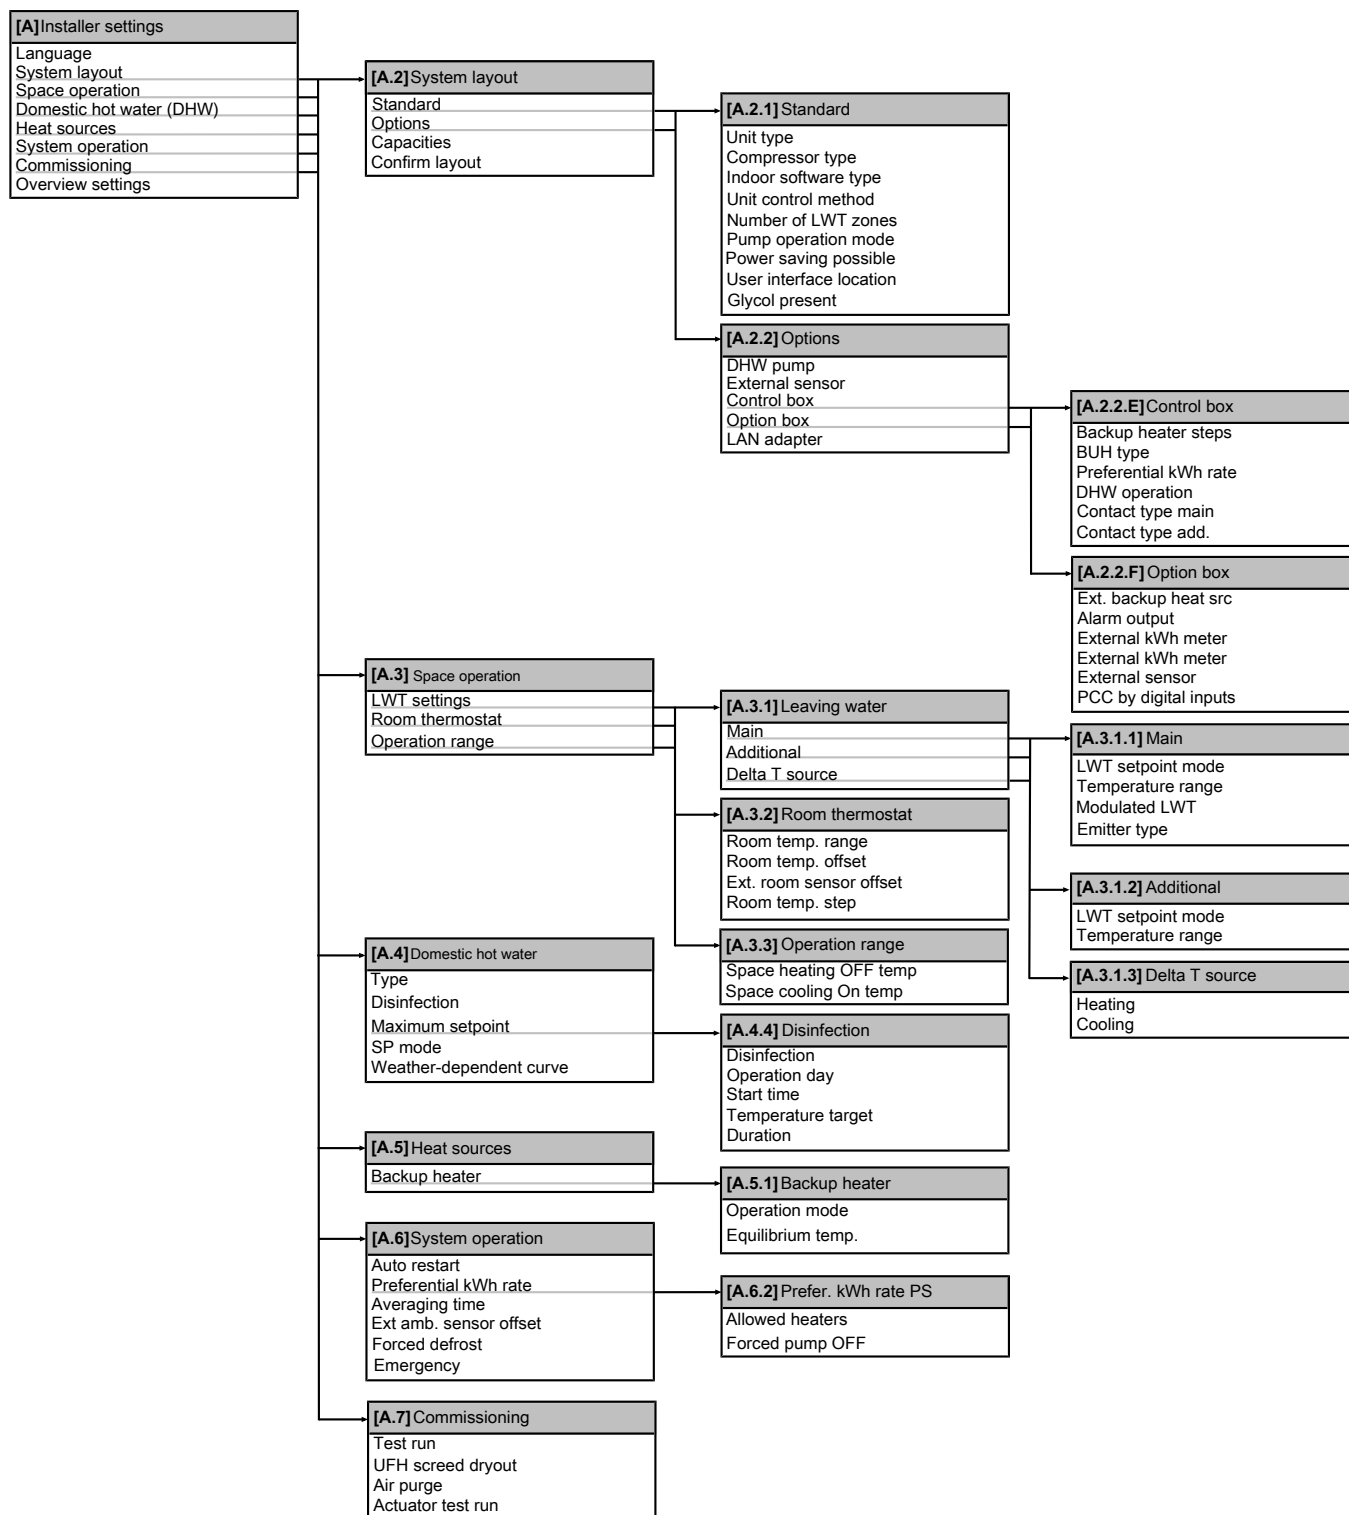 [A]Installer settings
Language
System layout
Space operation
Domestic hot water (DHW)
Heat sources
System operation
Commissioning
Overview settings
[A.2]System layout
Standard
Options
Capacities
Confirm layout
[A.2.1]Standard
Unit type
Compressor type
Indoor software type
Unit control method
Number of LWT zones
Pump operation mode
Power saving possible
User interface location
Glycol present
[A.2.2]Options
DHW pump
External sensor
Control box
Option box
LAN adapter
[A.2.2.E]Control box
Backup heater steps
BUH type
Preferential kWh rate
DHW operation
Contact type main
Contact type add.
[A.2.2.F]Option box
Ext. backup heat src
Alarm output
External kWh meter
External kWh meter
External sensor
PCC by digital inputs
[A.3] Space operation
LWT settings
Room thermostat
Operation range
[A.3.1]Leaving water
Main
Additional
Delta T source
[A.3.1.1]Main
LWT setpoint mode
Temperature range
Modulated LWT
Emitter type
[A.3.1.2]Additional
LWT setpoint mode
Temperature range
[A.3.1.3]Delta T source
Heating
Cooling
[A.3.2]Room thermostat
Room temp. range
Room temp. offset
Ext. room sensor offset
Room temp. step
[A.3.3]Operation range
Space heating OFF temp
Space cooling On temp
[A.4]Domestic hot water
Type
Disinfection
Maximum setpoint
SP mode
Weather-dependent curve
[A.4.4]Disinfection
Disinfection
Operation day
Start time
Temperature target
Duration
[A.5]Heat sources
Backup heater
[A.5.1]Backup heater
Operation mode
Equilibrium temp.
[A.6]System operation
Auto restart
Preferential kWh rate
Averaging time
Ext amb. sensor offset
Forced defrost
Emergency
[A.6.2]Prefer. kWh rate PS
Allowed heaters
Forced pump OFF
[A.7]Commissioning
Test run
UFH screed dryout
Air purge
Actuator test run